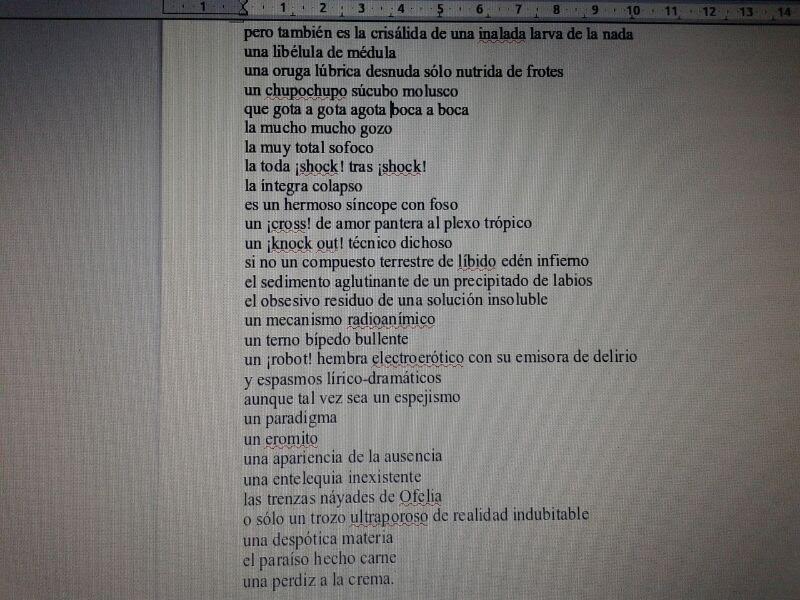 1 1 2 3 4 5 6 7 8 9 10 11 12 13 14
pero también es la crisálida de una inalada larva de la nada
una libélula de médula
una oruga lúbrica desnuda sólo nutrida de frotes
un chupochupo súcubo molusco
que gota a gota agota boca a boca
la mucho mucho gozo
la muy total sofoco
la toda ¡shock! tras ¡shock!
la íntegra colapso
es un hermoso síncope con foso
un ¡cross! de amor pantera al plexo trópico
un ¡knock out! técnico dichoso
si no un compuesto terrestre de líbido edén infierno
el sedimento aglutinante de un precipitado de labios
el obsesivo residuo de una solución insoluble
un mecanismo radioanímico
un terno bípedo bullente
un ¡robot! hembra electroerótico con su emisora de delirio
y espasmos lírico-dramáticos
aunque tal vez sea un espejismo
un paradigma
un eromito
una apariencia de la ausencia
una entelequia inexistente
las trenzas náyades de Ofelia
o sólo un trozo ultraporoso de realidad indubitable
una despótica materia
el paraíso hecho carne
una perdiz a la crema.